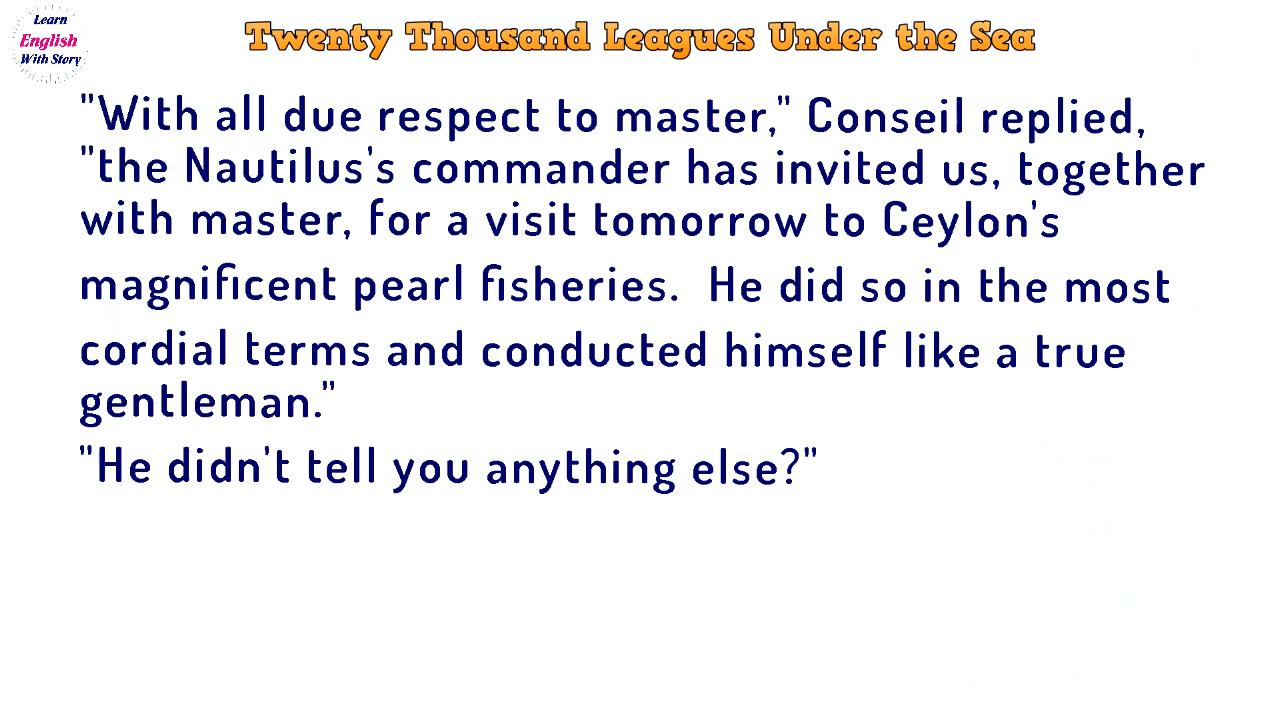 Learn
English
With Story
Twenty Thousand Leagues Under the Sea
"With all due respect to master," Conseil replied,
"the Nautilus's commander has invited us, together
with master, for a visit tomorrow to Ceylon's
magnificent pearl fisheries.  He did so in the most
cordial terms and conducted himself like a true
gentleman."
"He didn't tell you anything else?"